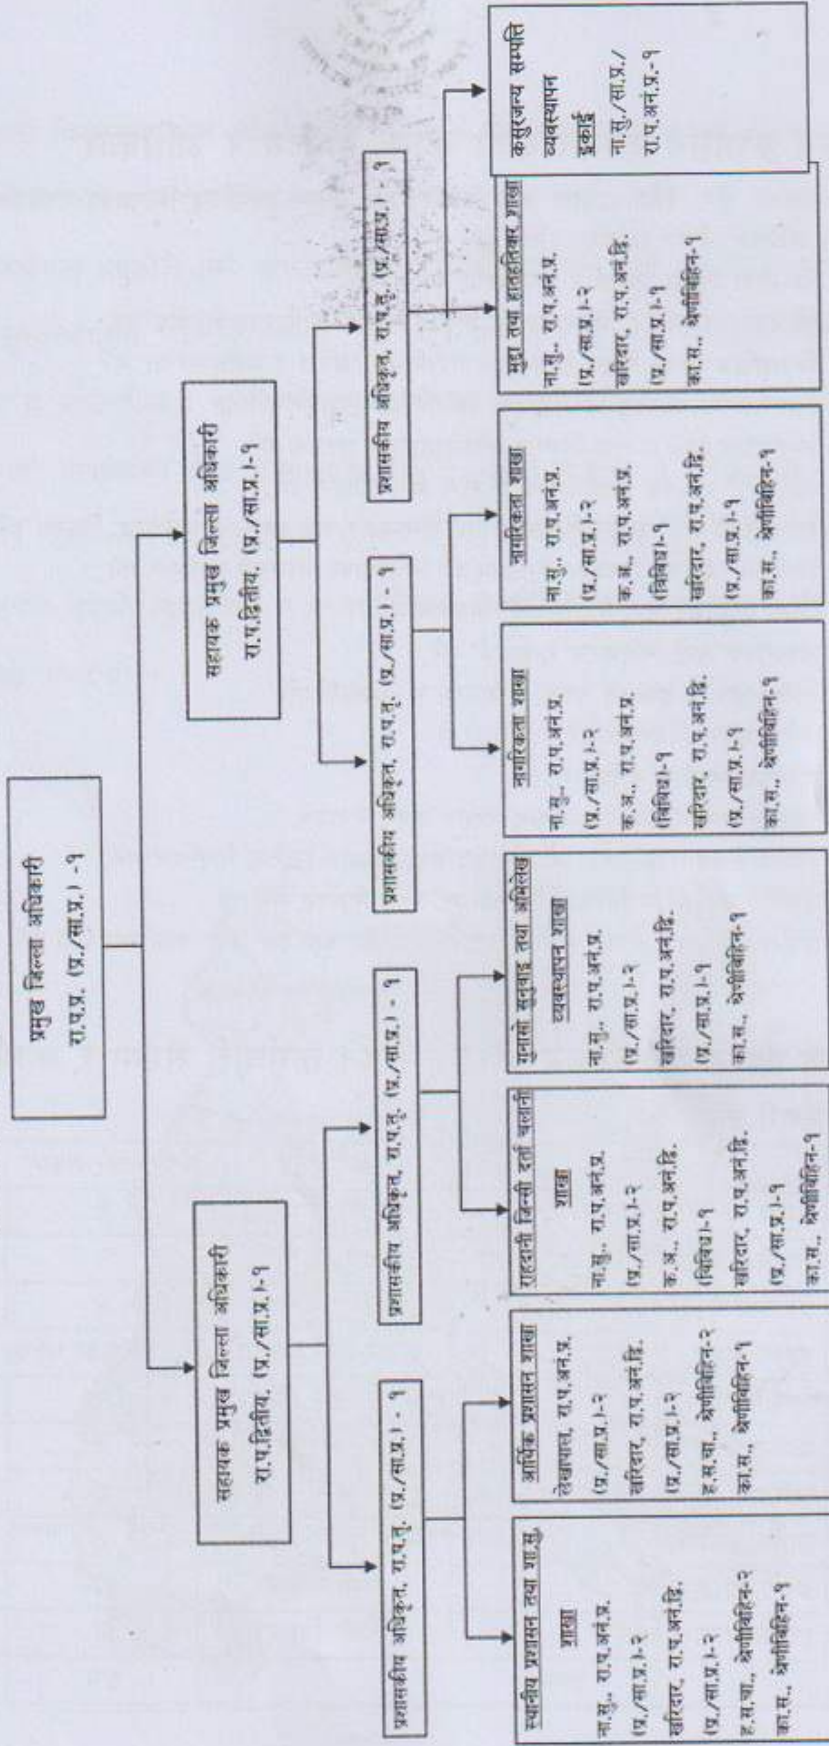 प्रमुख जिल्ला अधिकारी
रा.प.प्र. (प्र./सा.प्र.) -१
सहायक प्रमुख जिल्ला अधिकारी
रा.प.द्वितीय. (प्र./सा.प्र.)-१
सहायक प्रमुख जिल्ला अधिकारी
रा.प.द्वितीय. (प्र./सा.प्र.)-१
प्रशासकीय अधिकृत, रा.प.तृ. (प्र./सा.प्र.) - १
प्रशासकीय अधिकृत, रा.प.तृ. (प्र./सा.प्र.) - १
प्रशासकीय अधिकृत, रा.प.तृ. (प्र./सा.प्र.) - १
प्रशासकीय अधिकृत, रा.प.तृ. (प्र./सा.प्र.) - १
स्थानीय प्रशासन तथा शा.सु.
शाखा
ना.सु., रा.प.अनं.प्र.
(प्र./सा.प्र.)-२
खरिदार, रा.प.अनं.द्वि.
(प्र./सा.प्र.)-२
ह.स.चा., श्रेणीविहिन-२
का.स., श्रेणीविहिन-१
आर्थिक प्रशासन शाखा
लेखापाल, रा.प.अनं.प्र.
(प्र./सा.प्र.)-२
खरिदार, रा.प.अनं.द्वि.
(प्र./सा.प्र.)-२
ह.स.चा., श्रेणीविहिन-२
का.स., श्रेणीविहिन-१
राहदानी जिन्सी दर्ता चलानी
शाखा
ना.सु., रा.प.अनं.प्र.
(प्र./सा.प्र.)-२
क.अ., रा.प.अनं.द्वि.
(विविध)-१
खरिदार, रा.प.अनं.द्वि.
(प्र./सा.प्र.)-१
का.स., श्रेणीविहिन-१
गुनासो सुनुवाई तथा अभिलेख
व्यवस्थापन शाखा
ना.सु., रा.प.अनं.प्र.
(प्र./सा.प्र.)-२
खरिदार, रा.प.अनं.द्वि.
(प्र./सा.प्र.)-१
का.स., श्रेणीविहिन-१
नागरिकता शाखा
ना.सु., रा.प.अनं.प्र.
(प्र./सा.प्र.)-२
क.अ., रा.प.अनं.प्र.
(विविध)-१
खरिदार, रा.प.अनं.द्वि.
(प्र./सा.प्र.)-१
का.स., श्रेणीविहिन-१
नागरिकता शाखा
ना.सु., रा.प.अनं.प्र.
(प्र./सा.प्र.)-२
क.अ., रा.प.अनं.प्र.
(विविध)-१
खरिदार, रा.प.अनं.द्वि.
(प्र./सा.प्र.)-१
का.स., श्रेणीविहिन-१
मुद्दा तथा हातहतियार शाखा
ना.सु., रा.प.अनं.प्र.
(प्र./सा.प्र.)-२
खरिदार, रा.प.अनं.द्वि.
(प्र./सा.प्र.)-१
का.स., श्रेणीविहिन-१
कसुरजन्य सम्पत्ति
व्यवस्थापन
इकाई
ना.सु./सा.प्र./
रा.प.अनं.प्र.-१